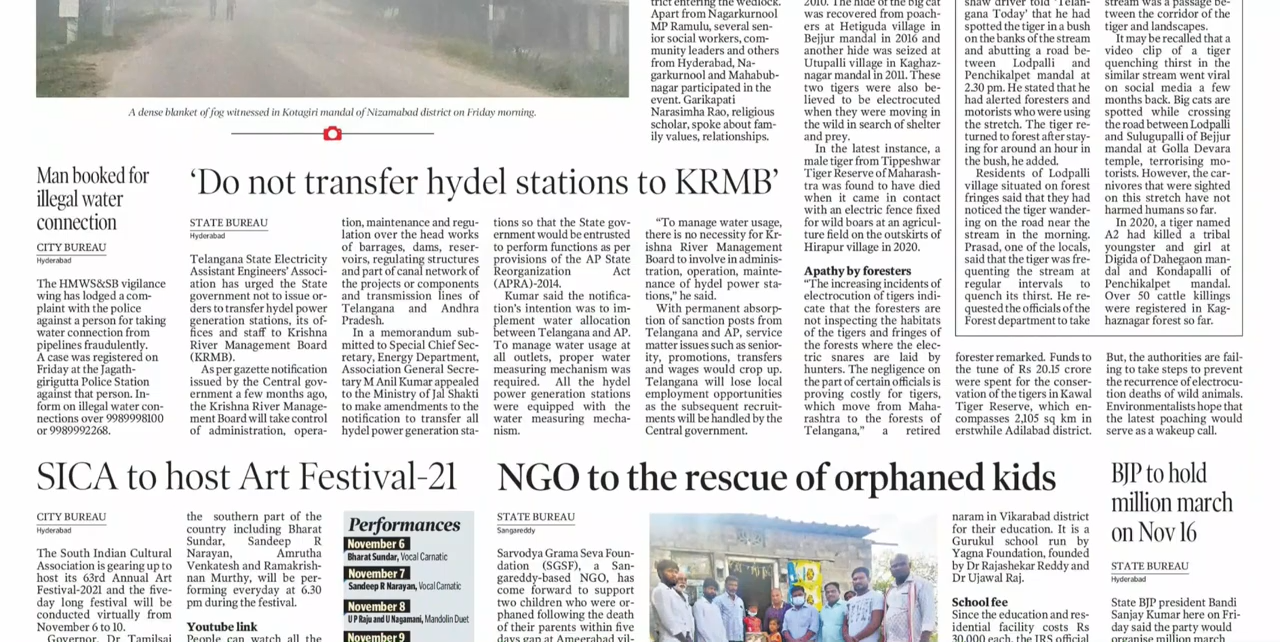 A dense blanket of fog witnessed in Kotagiri mandal of Nizamabad district on Friday morning.
trict entering the wedlock.
Apart from Nagarkurnool
MP Ramulu, several sen-
ior social workers, com-
munity leaders and others
from Hyderabad, Na-
garkurnool and Mahabub-
nagar participated in the
event. Garikapati
Narasimha Rao, religious
scholar, spoke about fam-
ily values, relationships.
2010. The hide of the big cat
was recovered from poach-
ers at Hetiguda village in
Bejjur mandal in 2016 and
another hide was seized at
Utupalli village in Kaghaz-
nagar mandal in 2011. These
two tigers were also be-
lieved to be electrocuted
when they were moving in
the wild in search of shelter
and prey.
In the latest instance, a
male tiger from Tippeshwar
Tiger Reserve of Maharash-
tra was found to have died
when it came in contact
with an electric fence fixed
for wild boars at an agricul-
ture field on the outskirts of
Hirapur village in 2020.
Apathy by foresters
“The increasing incidents of
electrocution of tigers indi-
cate that the foresters are
not inspecting the habitats
of the tigers and fringes of
the forests where the elec-
tric snares are laid by
hunters. The negligence on
the part of certain officials is
proving costly for tigers,
which move from Maha-
rashtra to the forests of
Telangana,” a retired
forester remarked. Funds to
the tune of Rs 20.15 crore
were spent for the conser-
vation of the tigers in Kawal
Tiger Reserve, which en-
compasses 2,105 sq km in
erstwhile Adilabad district.
But, the authorities are fail-
ing to take steps to prevent
the recurrence of electrocu-
tion deaths of wild animals.
Environmentalists hope that
the latest poaching would
serve as a wakeup call.
shaw driver told ‘Telan-
gana Today’ that he had
spotted the tiger in a bush
on the banks of the stream
and abutting a road be-
tween Lodpalli and
Penchikalpet mandal at
2.30 pm. He stated that he
had alerted foresters and
motorists who were using
the stretch. The tiger re-
turned to forest after stay-
ing for around an hour in
the bush, he added.
Residents of Lodpalli
village situated on forest
fringes said that they had
noticed the tiger wander-
ing on the road near the
stream in the morning.
Prasad, one of the locals,
said that the tiger was fre-
quenting the stream at
regular intervals to
quench its thirst. He re-
quested the officials of the
Forest department to take
stream was a passage be-
tween the corridor of the
tiger and landscapes.
It may be recalled that a
video clip of a tiger
quenching thirst in the
similar stream went viral
on social media a few
months back. Big cats are
spotted while crossing
the road between Lodpalli
and Sulugupalli of Bejjur
mandal at Golla Devara
temple, terrorising mo-
torists. However, the car-
nivores that were sighted
on this stretch have not
harmed humans so far.
In 2020, a tiger named
A2 had killed a tribal
youngster and girl at
Digida of Dahegaon man-
dal and Kondapalli of
Penchikalpet mandal.
Over 50 cattle killings
were registered in Kag-
haznagar forest so far.
Man booked for
illegal water
connection
CITY BUREAU
Hyderabad
The HMWS&SB vigilance
wing has lodged a com-
plaint with the police
against a person for taking
water connection from
pipelines fraudulently.
A case was registered on
Friday at the Jagath-
girigutta Police Station
against that person. In-
form on illegal water con-
nections over 9989998100
or 9989992268.
‘Do not transfer hydel stations to KRMB’
STATE BUREAU
Hyderabad
Telangana State Electricity
Assistant Engineers’ Associ-
ation has urged the State
government not to issue or-
ders to transfer hydel power
generation stations, its of-
fices and staff to Krishna
River Management Board
(KRMB).
As per gazette notification
issued by the Central gov-
ernment a few months ago,
the Krishna River Manage-
ment Board will take control
of administration, opera-
tion, maintenance and regu-
lation over the head works
of barrages, dams, reser-
voirs, regulating structures
and part of canal network of
the projects or components
and transmission lines of
Telangana and Andhra
Pradesh.
In a memorandum sub-
mitted to Special Chief Sec-
retary, Energy Department,
Association General Secre-
tary M Anil Kumar appealed
to the Ministry of Jal Shakti
to make amendments to the
notification to transfer all
hydel power generation sta-
tions so that the State gov-
ernment would be entrusted
to perform functions as per
provisions of the AP State
Reorganization Act
(APRA)-2014.
Kumar said the notifica-
tion’s intention was to im-
plement water allocation
between Telangana and AP.
To manage water usage at
all outlets, proper water
measuring mechanism was
required. All the hydel
power generation stations
were equipped with the
water measuring mecha-
nism.
“To manage water usage,
there is no necessity for Kr-
ishna River Management
Board to involve in adminis-
tration, operation, mainte-
nance of hydel power sta-
tions,” he said.
With permanent absorp-
tion of sanction posts from
Telangana and AP, service
matter issues such as senior-
ity, promotions, transfers
and wages would crop up.
Telangana will lose local
employment opportunities
as the subsequent recruit-
ments will be handled by the
Central government.
SICA to host Art Festival-21
CITY BUREAU
Hyderabad
The South Indian Cultural
Association is gearing up to
host its 63rd Annual Art
Festival-2021 and the five-
day long festival will be
conducted virtually from
November 6 to 10.
Governor, Dr Tamilsai
the southern part of the
country including Bharat
Sundar, Sandeep R
Narayan, Amrutha
Venkatesh and Ramakrish-
nan Murthy, will be per-
forming everyday at 6.30
pm during the festival.
Youtube link
People can watch all the
Performances
November 6
Bharat Sundar, Vocal Carnatic
November 7
Sandeep R Narayan, Vocal Carnatic
November 8
U P Raju and U Nagamani, Mandolin Duet
November 9
NGO to the rescue of orphaned kids
STATE BUREAU
Sangareddy
Sarvodya Grama Seva Foun-
dation (SGSF), a San-
gareddy-based NGO, has
come forward to support
two children who were or-
phaned following the death
of their parents within five
days gap at Ameerabad vil-
naram in Vikarabad district
for their education. It is a
Gurukul school run by
Yagna Foundation, founded
by Dr Rajashekar Reddy and
Dr Ujawal Raj.
School fee
Since the education and res-
idential facility costs Rs
30,000 each, the IRS official
BJP to hold
million march
on Nov 16
STATE BUREAU
Hyderabad
State BJP president Bandi
Sanjay Kumar here on Fri-
day said the party would
organise million march